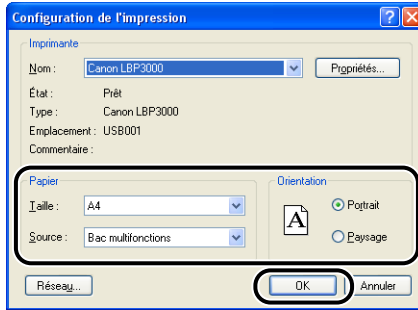 Configuration de l'impression
Imprimante
Nom : Canon LBP3000 Propriétés...
État : Prêt
Type : Canon LBP3000
Emplacement : USB001
Commentaire :
Papier
Taille : A4
Source : Bac multifonctions
Orientation
A
Portrait
Paysage
Réseau... OK Annuler